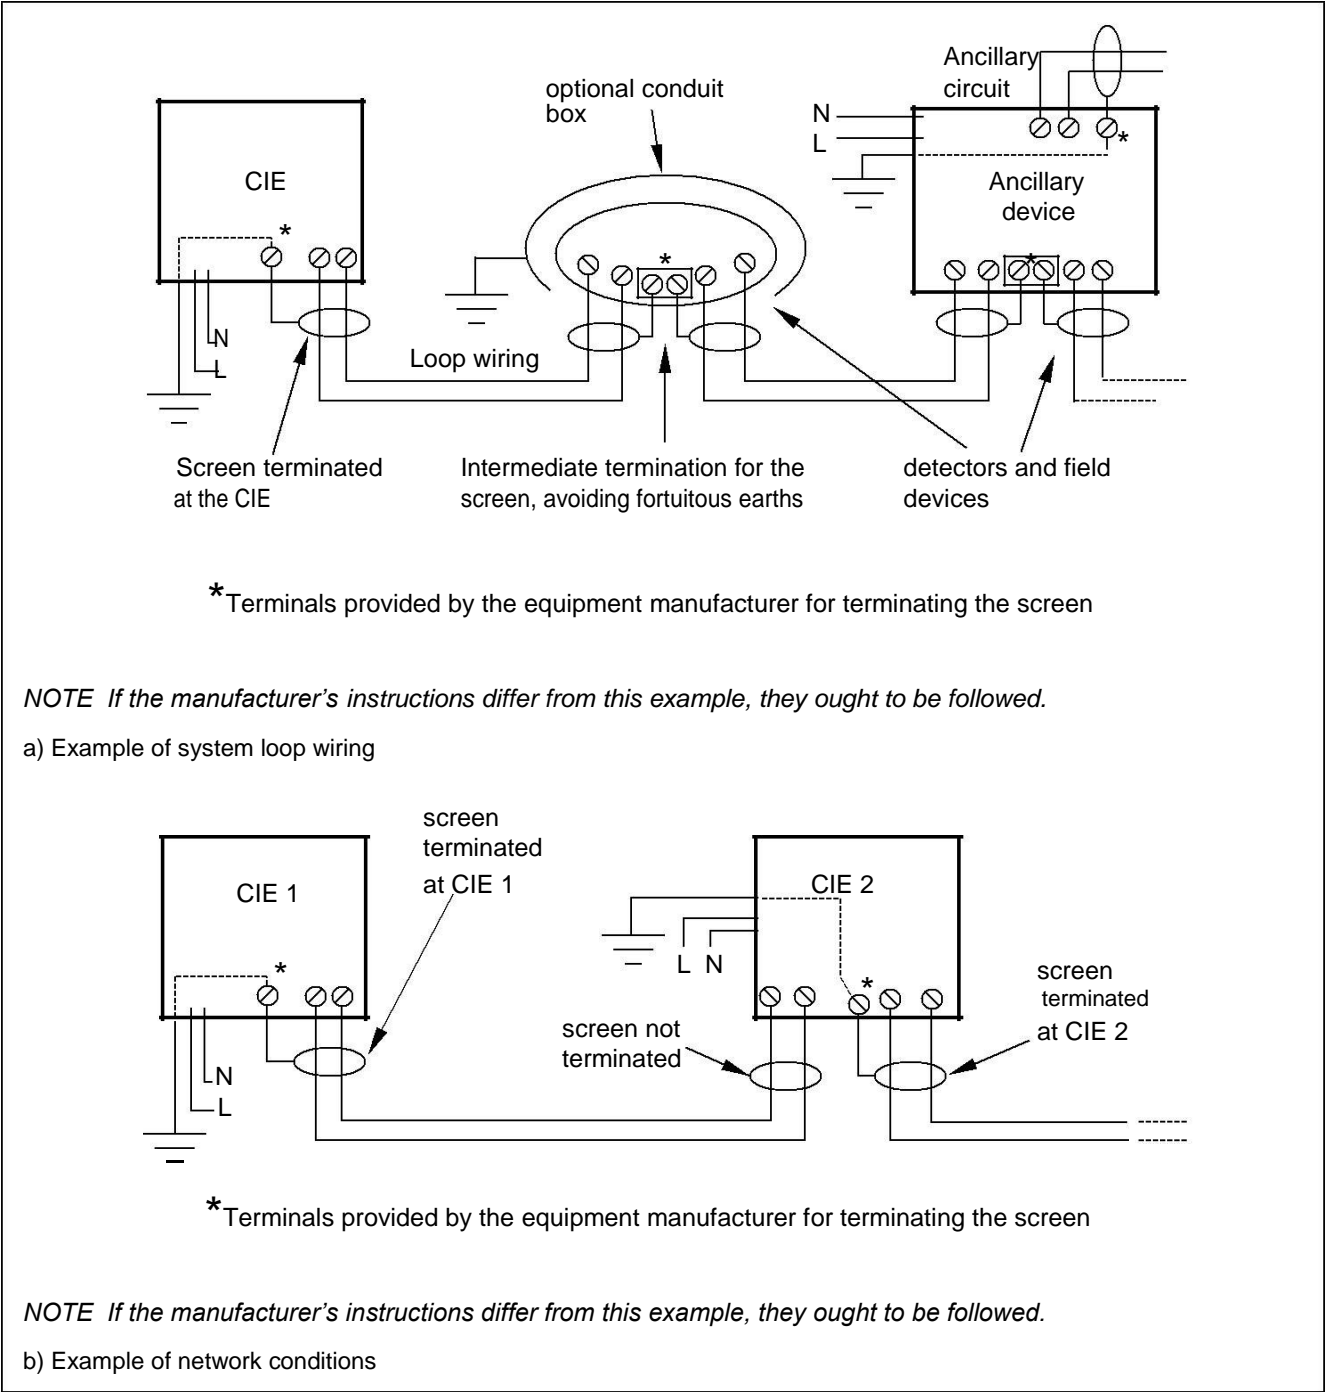 Ancillary
circuit
optional conduit
box
N
L
*
CIE
Ancillary
device
*
*
*
N
L
Loop wiring
Screen terminated
at the CIE
Intermediate termination for the
screen, avoiding fortuitous earths
detectors and field
devices
*Terminals provided by the equipment manufacturer for terminating the screen
NOTE If the manufacturer’s instructions differ from this example, they ought to be followed.
a) Example of system loop wiring
screen
terminated
at CIE 1
CIE 1
CIE 2
L N
*
*
screen
terminated
at CIE 2
screen not
terminated
N
L
*Terminals provided by the equipment manufacturer for terminating the screen
NOTE If the manufacturer’s instructions differ from this example, they ought to be followed.
b) Example of network conditions